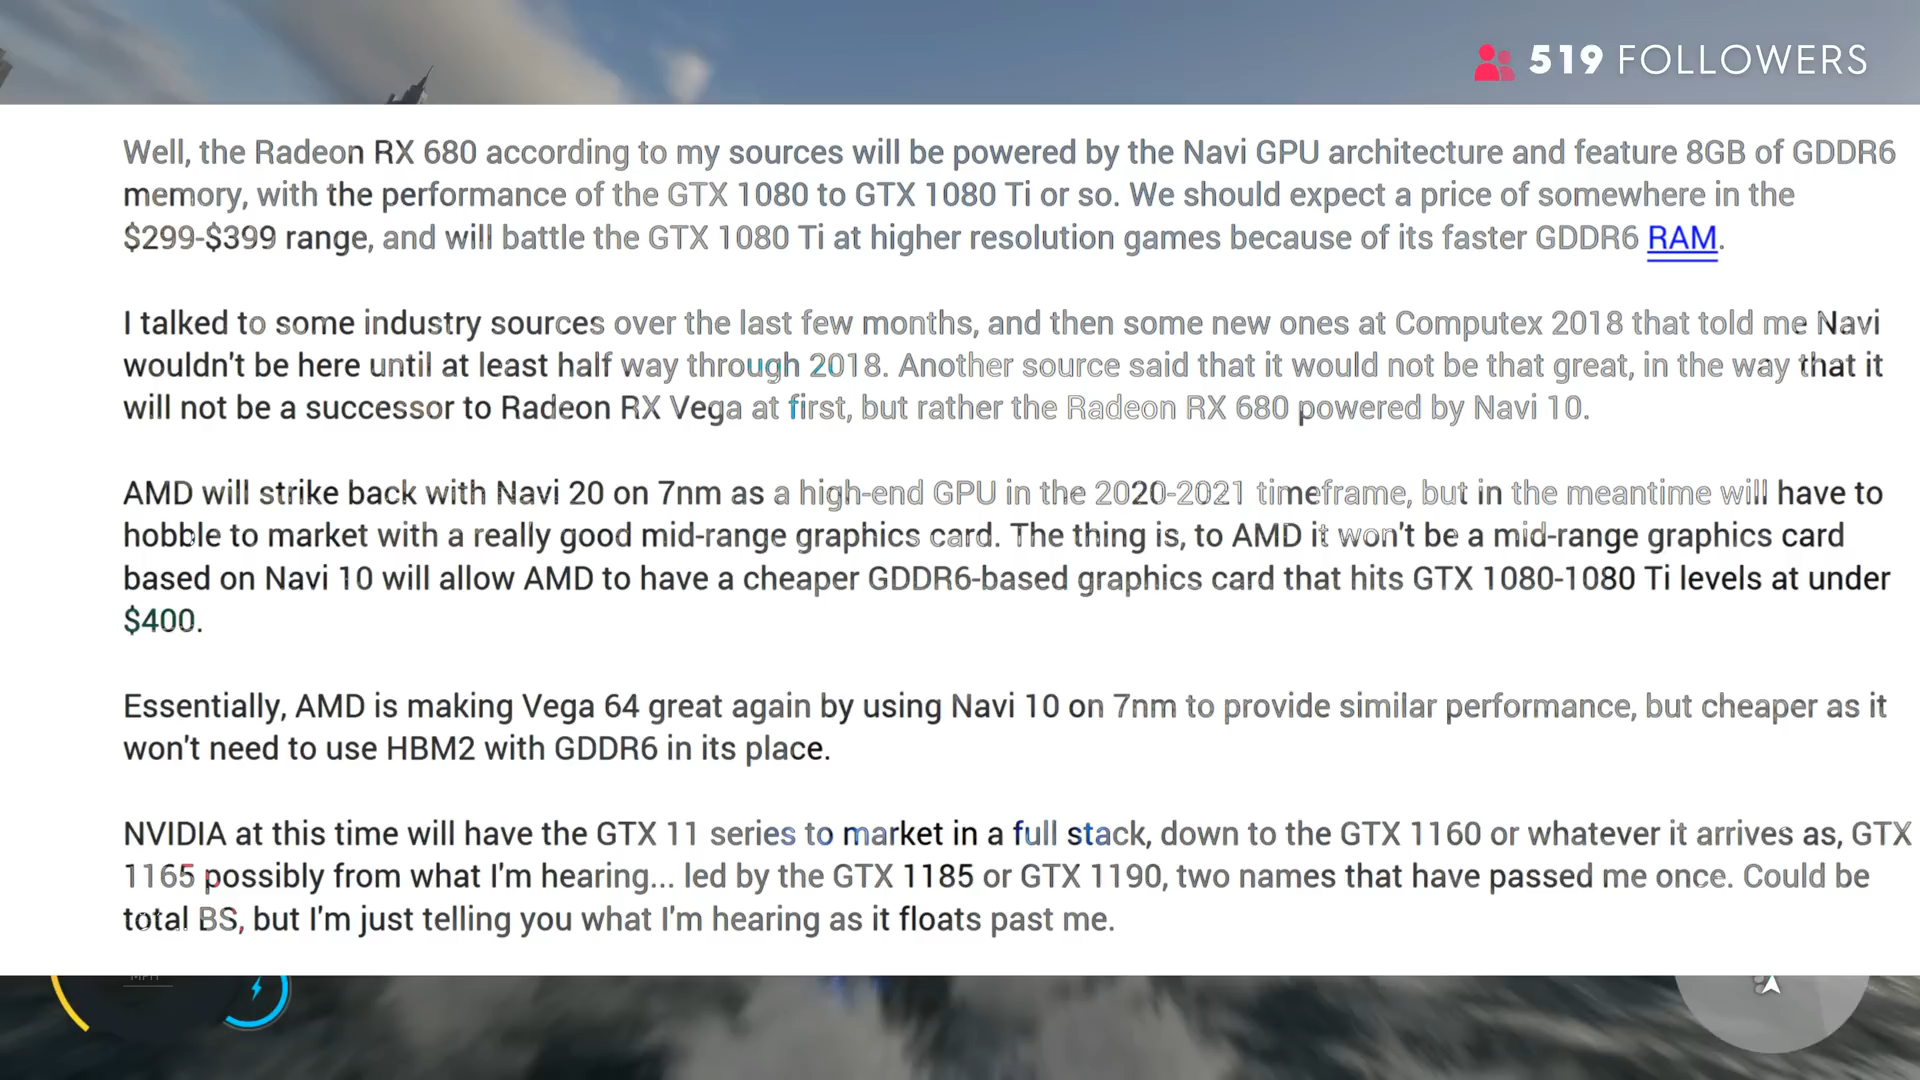 519 FOLLOWERS
Well, the Radeon RX 680 according to my sources will be powered by the Navi GPU architecture and feature 8GB of GDDR6
memory, with the performance of the GTX 1080 to GTX 1080 Ti or so. We should expect a price of somewhere in the
$299-$399 range, and will battle the GTX 1080 Ti at higher resolution games because of its faster GDDR6 RAM.
I talked to some industry sources over the last few months, and then some new ones at Computex 2018 that told me Navi
wouldn't be here until at least half way through 2018. Another source said that it would not be that great, in the way that it
will not be a successor to Radeon RX Vega at first, but rather the Radeon RX 680 powered by Navi 10.
AMD will strike back with Navi 20 on 7nm as a high-end GPU in the 2020-2021 timeframe, but in the meantime will have to
hobble to market with a really good mid-range graphics card. The thing is, to AMD it won't be a mid-range graphics card
based on Navi 10 will allow AMD to have a cheaper GDDR6-based graphics card that hits GTX 1080-1080 Ti levels at under
$400.
Essentially, AMD is making Vega 64 great again by using Navi 10 on 7nm to provide similar performance, but cheaper as it
won't need to use HBM2 with GDDR6 in its place.
NVIDIA at this time will have the GTX 11 series to market in a full stack, down to the GTX 1160 or whatever it arrives as, GTX
1165 possibly from what I'm hearing... led by the GTX 1185 or GTX 1190, two names that have passed me once. Could be
total BS, but I'm just telling you what I'm hearing as it floats past me.